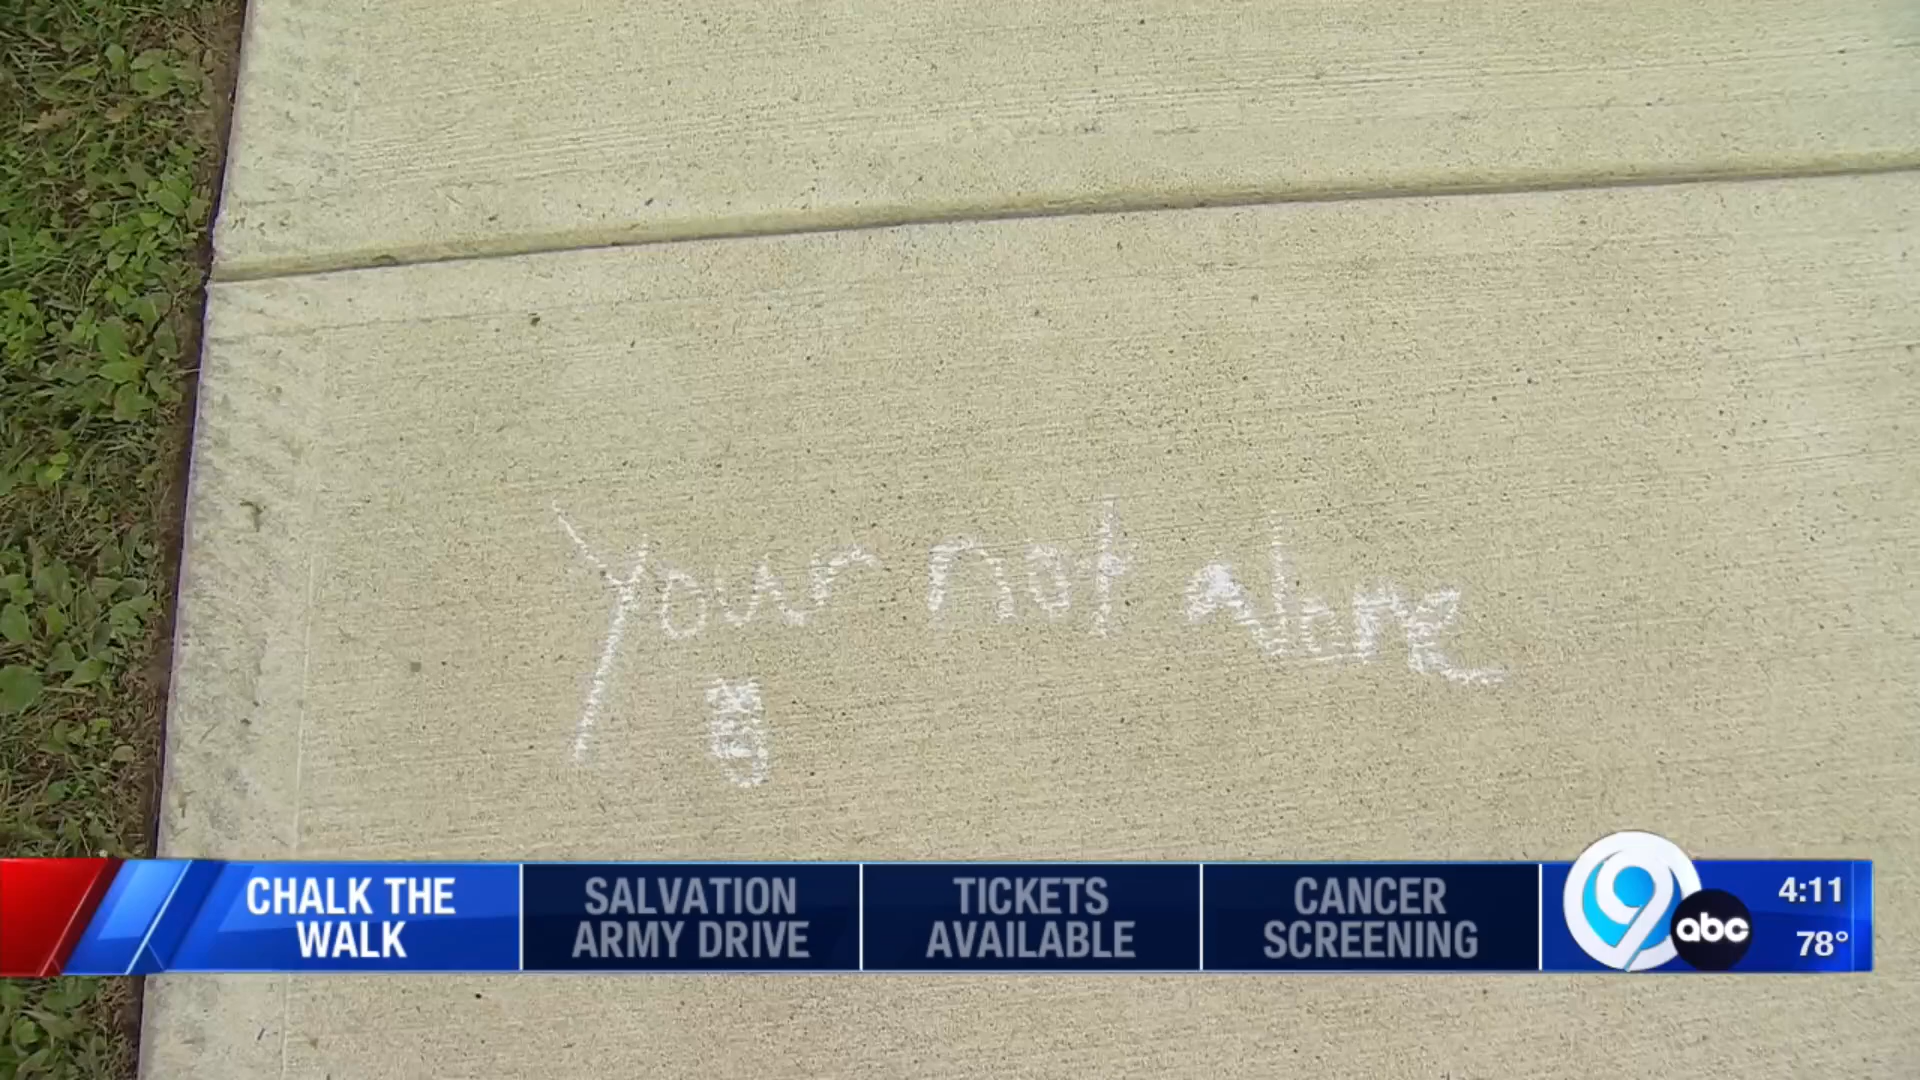 Your not alone
CHALK THE
WALK
SALVATION
ARMY DRIVE
TICKETS
AVAILABLE
CANCER
SCREENING
9
abc
4:11
78°